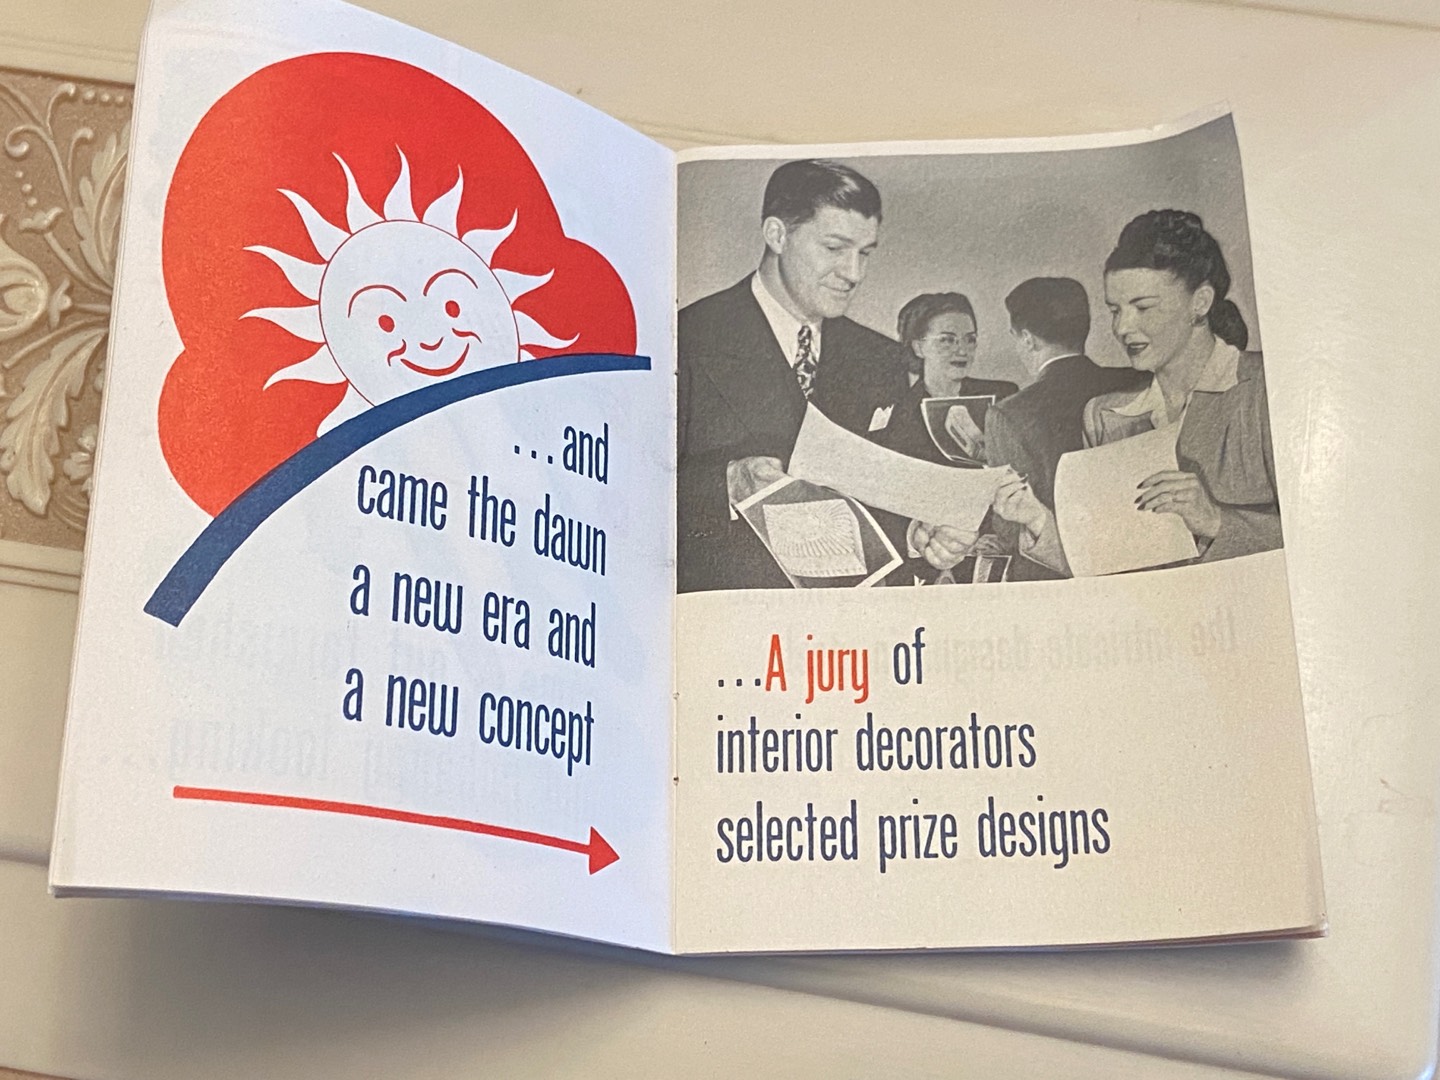 ...and
came the dawn
a new era and
a new concept
...A jury of
interior decorators
selected prize designs